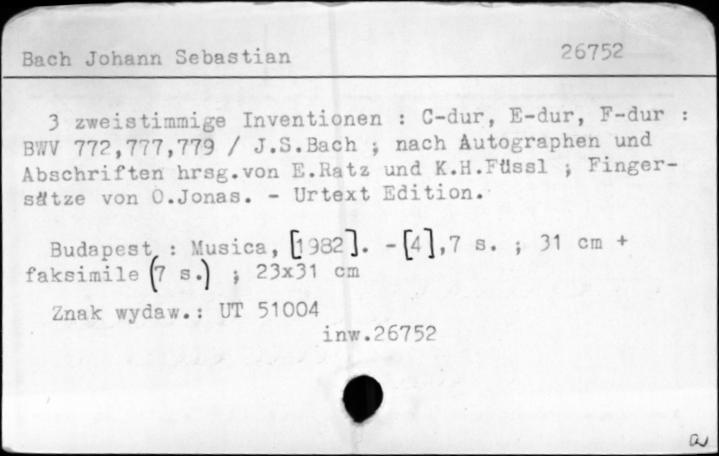 Bach Johann Sebastian 26752
3 zweistimmige Inventionen : C-dur, E-dur, F-dur :
BWV 772,777,779 / J.S.Bach ; nach Autographen und
Abschriften hrsg.von E.Ratz und K.H.Füssl ; Finger-
sätze von O.Jonas. - Urtext Edition.
Budapest : Musica, [1982]. -[4],7 s. ; 31 cm +
faksimile (7 s.) ; 23x31 cm
Znak wydaw.: UT 51004
inw.26752